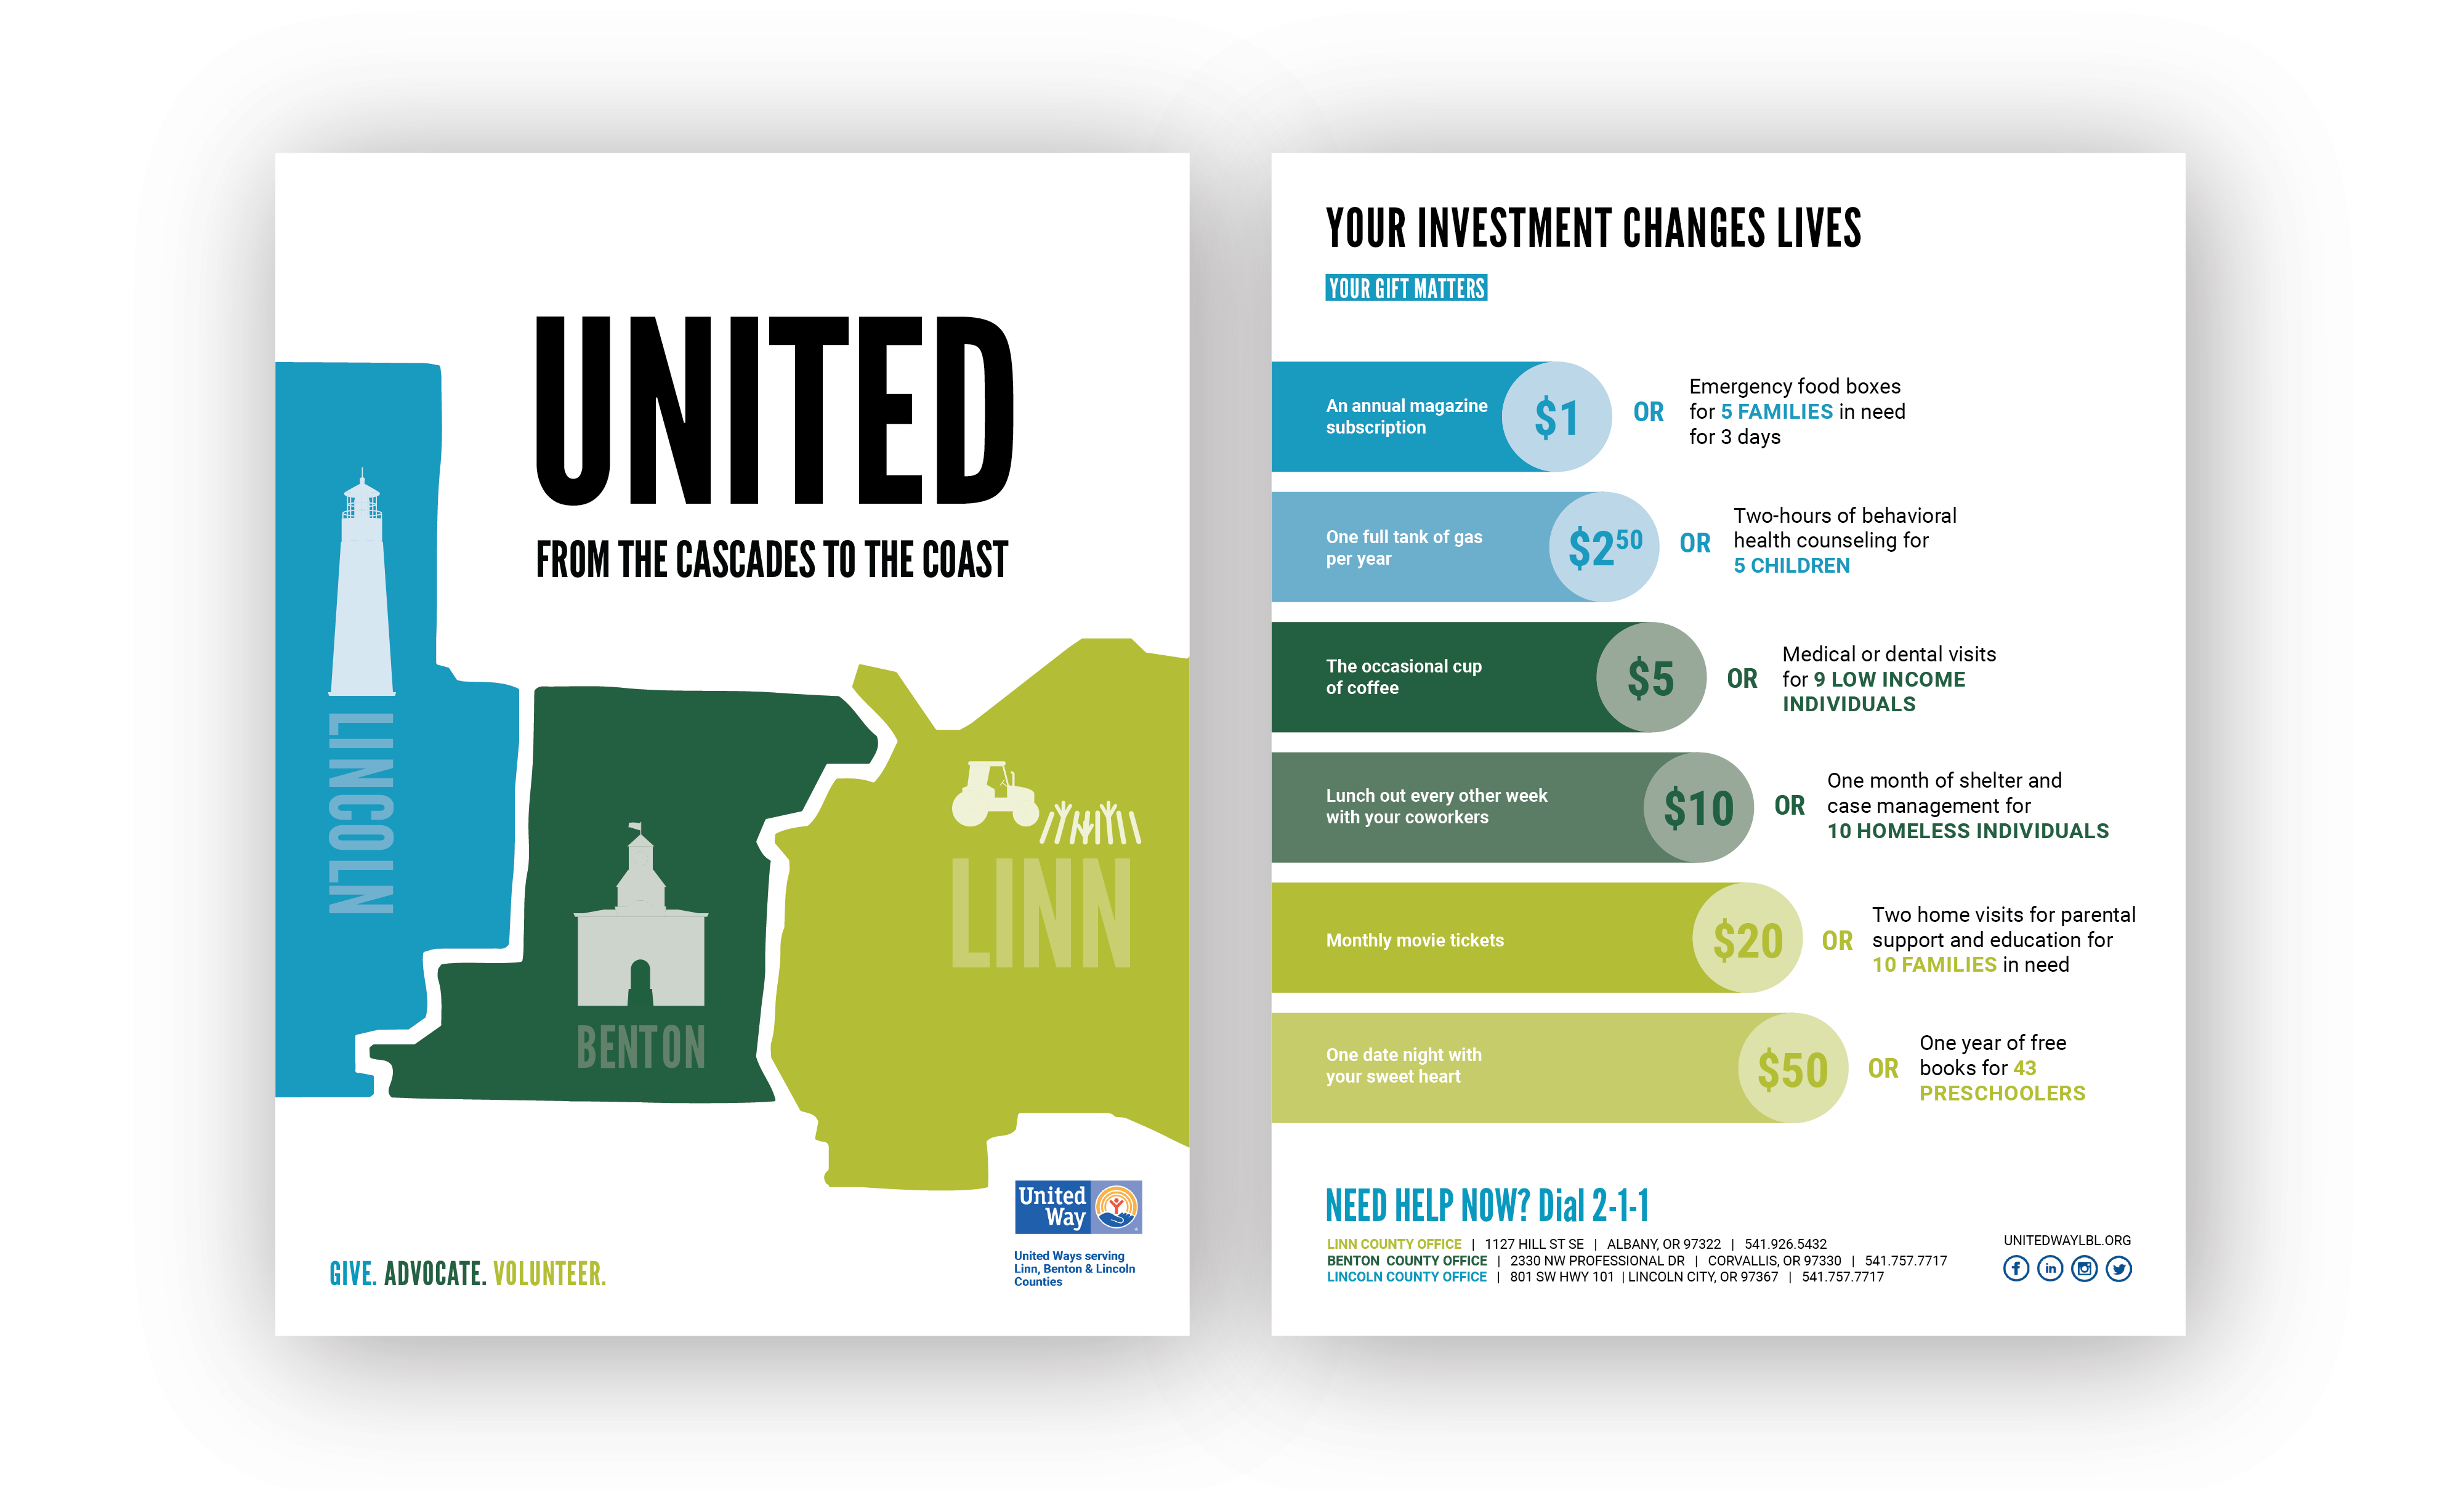 UNITED
FROM THE CASCADES TO THE COAST
LINCOLN
BENTON
LINN
GIVE. ADVOCATE. VOLUNTEER.
United
Way
United Ways serving
Linn, Benton & Lincoln
Counties
YOUR INVESTMENT CHANGES LIVES
YOUR GIFT MATTERS
An annual magazine
subscription
$1
OR
Emergency food boxes
for 5 FAMILIES in need
for 3 days
One full tank of gas
per year
$250
OR
Two-hours of behavioral
health counseling for
5 CHILDREN
The occasional cup
of coffee
$5
OR
Medical or dental visits
for 9 LOW INCOME
INDIVIDUALS
Lunch out every other week
with your coworkers
$10
OR
One month of shelter and
case management for
10 HOMELESS INDIVIDUALS
Monthly movie tickets
$20
OR
Two home visits for parental
support and education for
10 FAMILIES in need
One date night with
your sweet heart
$50
OR
One year of free
books for 43
PRESCHOOLERS
NEED HELP NOW? Dial 2-1-1
LINN COUNTY OFFICE | 1127 HILL ST SE | ALBANY, OR 97322 | 541.926.5432
BENTON COUNTY OFFICE | 2330 NW PROFESSIONAL DR | CORVALLIS, OR 97330 | 541.757.7717
LINCOLN COUNTY OFFICE | 801 SW HWY 101 | LINCOLN CITY, OR 97367 | 541.757.7717
UNITEDWAYLBL.ORG